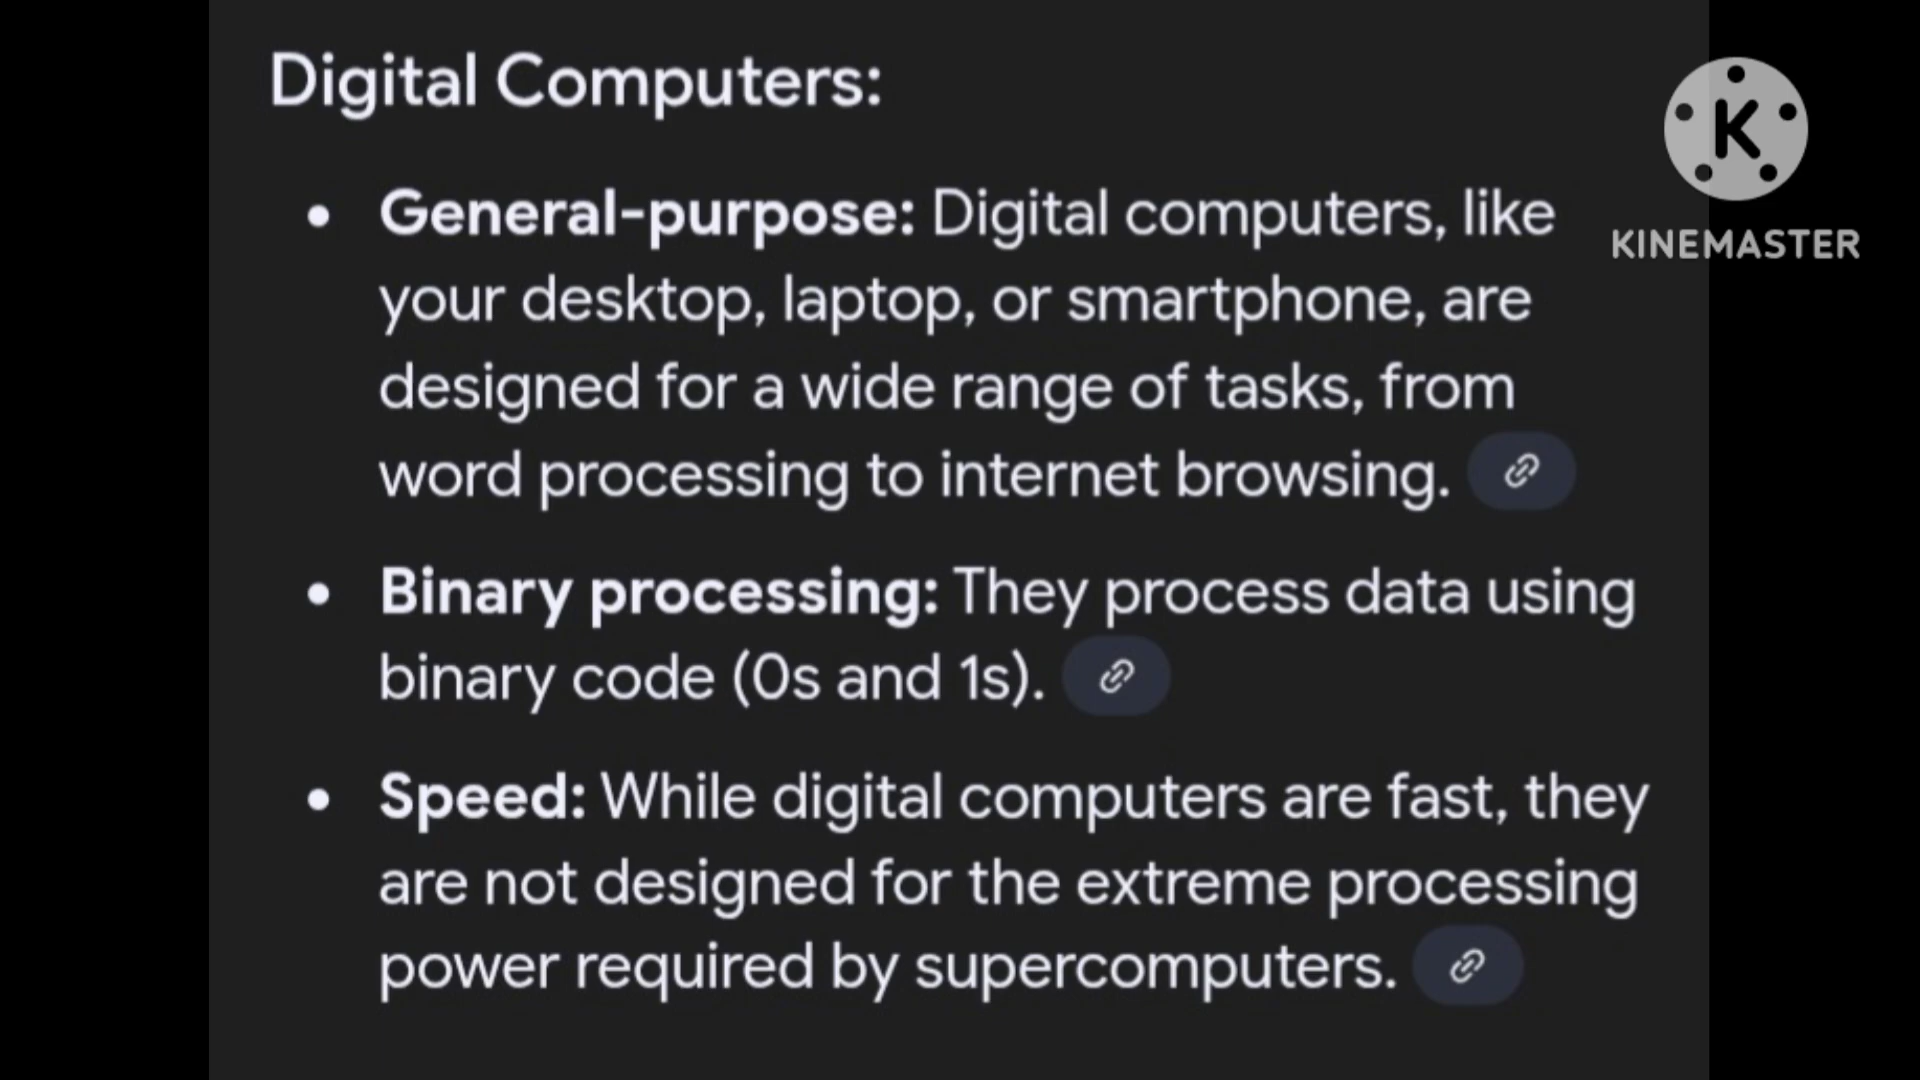 Digital Computers:
• General-purpose: Digital computers, like
your desktop, laptop, or smartphone, are
designed for a wide range of tasks, from
word processing to internet browsing.
• Binary processing: They process data using
binary code (0s and 1s).
• Speed: While digital computers are fast, they
are not designed for the extreme processing
power required by supercomputers.
K
KINEMASTER